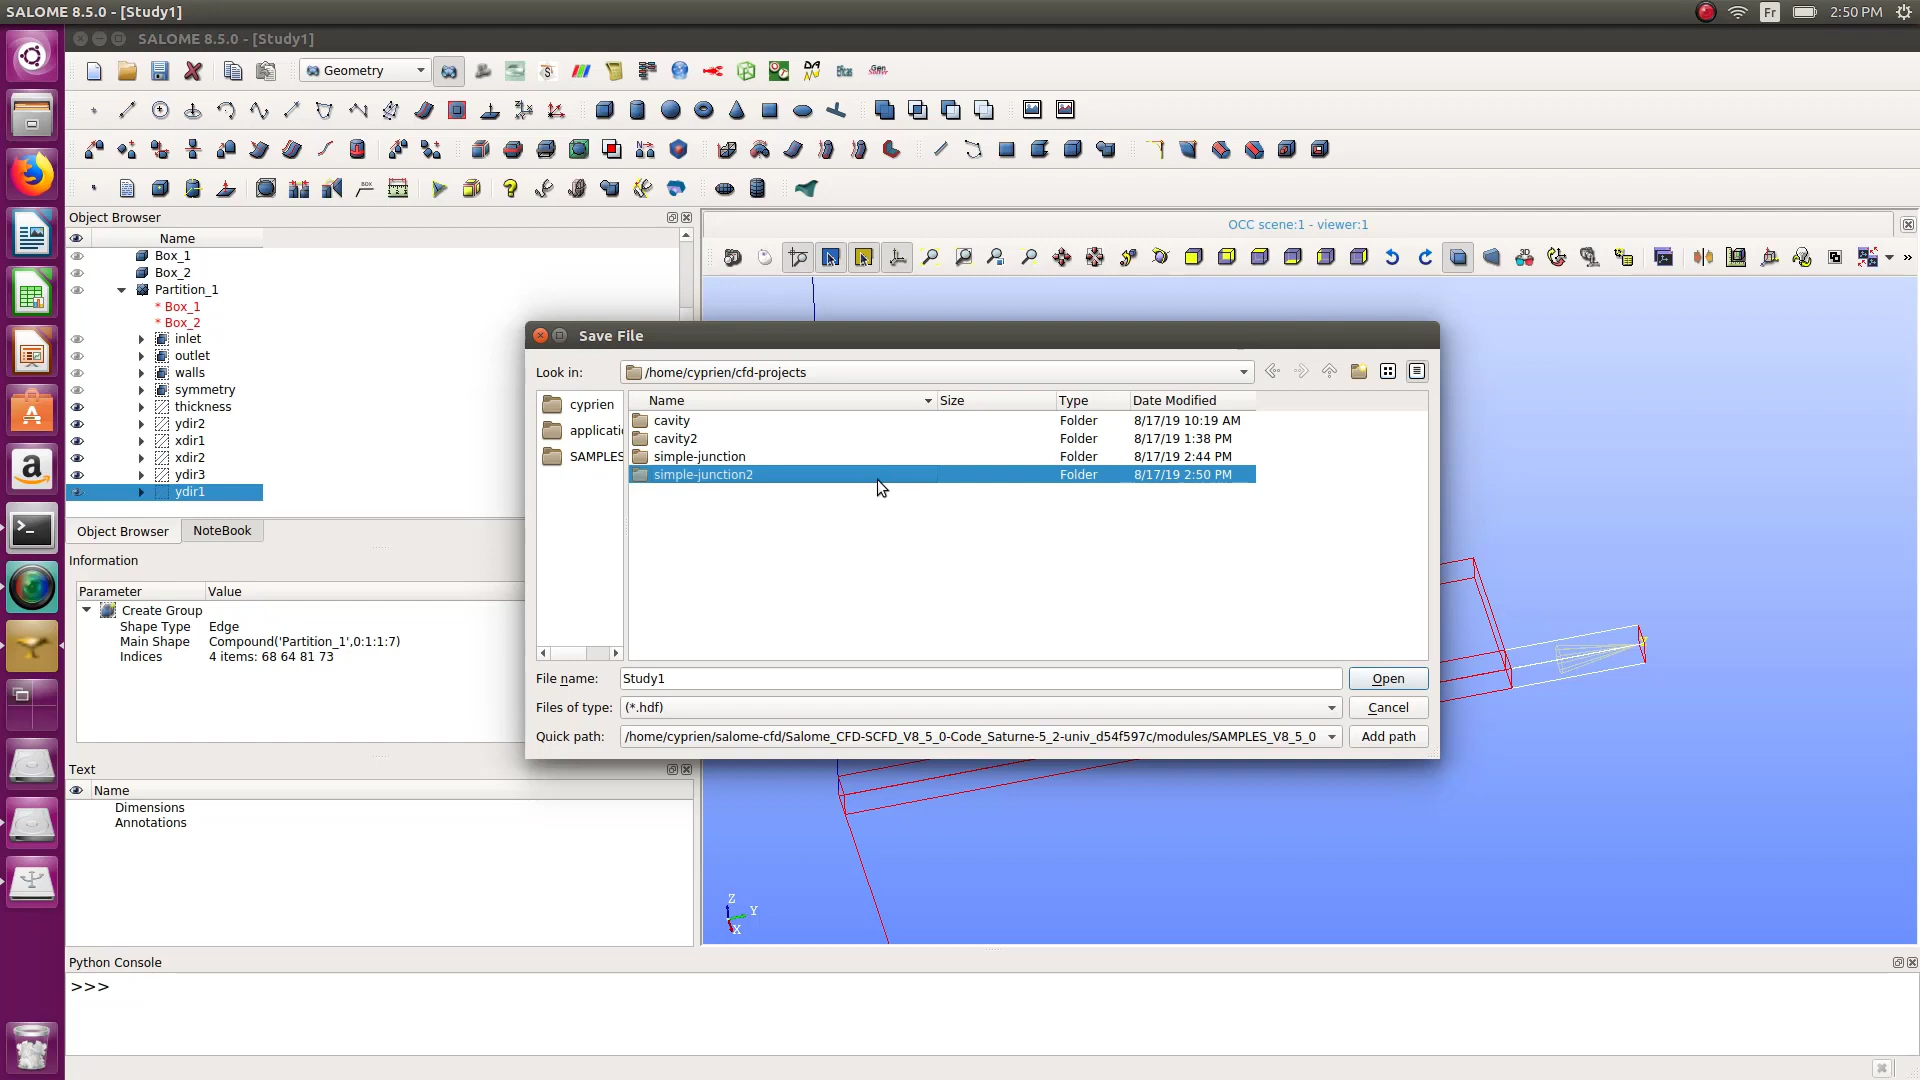 SALOME 8.5.0 - [Study1]
Fr
2:50 PM
SALOME 8.5.0 - [Study1]
Geometry
Object Browser
Name
Box_1
Box_2
Partition_1
* Box_1
* Box_2
inlet
outlet
walls
symmetry
thickness
ydir2
xdir1
xdir2
ydir3
ydir1
Object Browser
NoteBook
Information
Parameter
Value
Create Group
Shape Type
Edge
Main Shape
Compound('Partition_1',0:1:1:7)
Indices
4 items: 68 64 81 73
Text
Name
Dimensions
Annotations
Python Console
>>>
OCC scene:1 - viewer:1
Save File
Look in:
/home/cyprien/cfd-projects
cyprien
applicati
SAMPLES
Name
Size
Type
Date Modified
cavity
Folder
8/17/19 10:19 AM
cavity2
Folder
8/17/19 1:38 PM
simple-junction
Folder
8/17/19 2:44 PM
simple-junction2
Folder
8/17/19 2:50 PM
File name:
Study1
Open
Files of type:
(*.hdf)
Cancel
Quick path:
/home/cyprien/salome-cfd/Salome_CFD-SCFD_V8_5_0-Code_Saturne-5_2-univ_d54f597c/modules/SAMPLES_V8_5_0
Add path
Z
Y
X